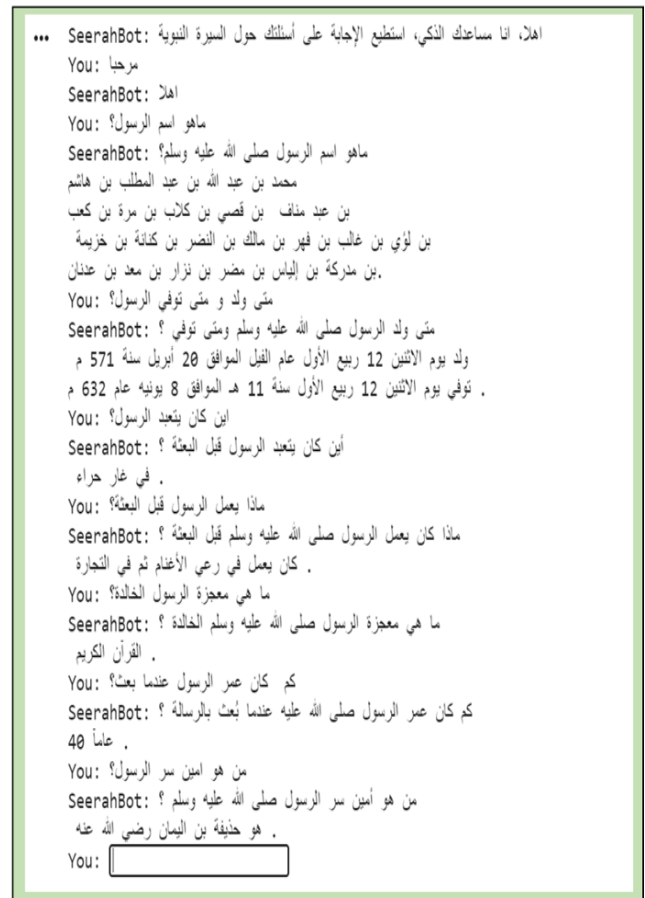 ... SeerahBot: اهلا، انا مساعدك الذكي، استطيع الإجابة على أسئلتك حول السيرة النبوية
You: مرحبا
SeerahBot: اهلا
You: ماهو اسم الرسول؟
SeerahBot: ماهو اسم الرسول صلى الله عليه وسلم؟
محمد بن عبد الله بن عبد المطلب بن هاشم
بن عبد مناف بن قصي بن كلاب بن مرة بن كعب
بن لؤي بن غالب بن فهر بن مالك بن النضر بن كنانة بن خزيمة
بن مدركة بن إلياس بن مضر بن نزار بن معد بن عدنان.
You: متى ولد و متى توفي الرسول؟
SeerahBot: متى ولد الرسول صلى الله عليه وسلم ومتى توفي ؟
ولد يوم الاثنين 12 ربيع الأول عام الفيل الموافق 20 أبريل سنة 571 م
توفي يوم الاثنين 12 ربيع الأول سنة 11 هـ الموافق 8 يونيه عام 632 م .
You: اين كان يتعبد الرسول؟
SeerahBot: أين كان يتعبد الرسول قبل البعثة ؟
في غار حراء .
You: ماذا يعمل الرسول قبل البعثة؟
SeerahBot: ماذا كان يعمل الرسول صلى الله عليه وسلم قبل البعثة ؟
كان يعمل في رعي الأغنام ثم في التجارة .
You: ما هي معجزة الرسول الخالدة؟
SeerahBot: ما هي معجزة الرسول صلى الله عليه وسلم الخالدة ؟
القرآن الكريم .
You: كم كان عمر الرسول عندما بعث؟
SeerahBot: كم كان عمر الرسول صلى الله عليه عندما بُعث بالرسالة ؟
40 عاماً .
You: من هو امين سر الرسول؟
SeerahBot: من هو أمين سر الرسول صلى الله عليه وسلم ؟
هو حذيفة بن اليمان رضي الله عنه .
You: